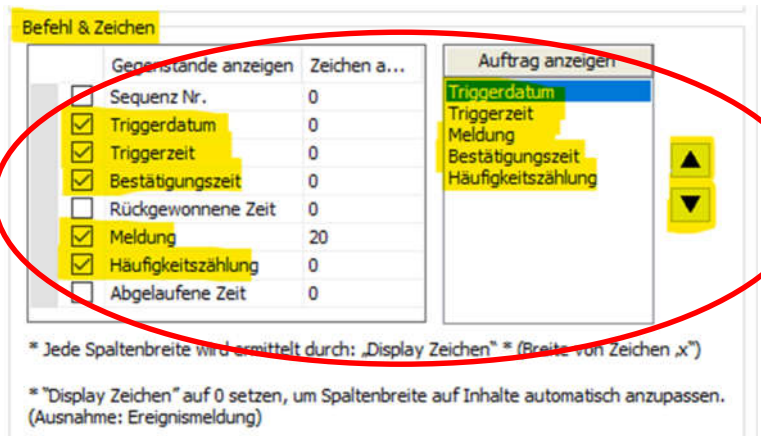 Befehl & Zeichen
Gegenstände anzeigen Zeichen a...
Sequenz Nr. 0
Triggerdatum 0
Triggerzeit 0
Bestätigungszeit 0
Rückgewonnene Zeit 0
Meldung 20
Häufigkeitszählung 0
Abgelaufene Zeit 0
Auftrag anzeigen
Triggerdatum
Triggerzeit
Meldung
Bestätigungszeit
Häufigkeitszählung
* Jede Spaltenbreite wird ermittelt durch: „Display Zeichen“ * (Breite von Zeichen „x“)
* "Display Zeichen" auf 0 setzen, um Spaltenbreite auf Inhalte automatisch anzupassen.
(Ausnahme: Ereignismeldung)